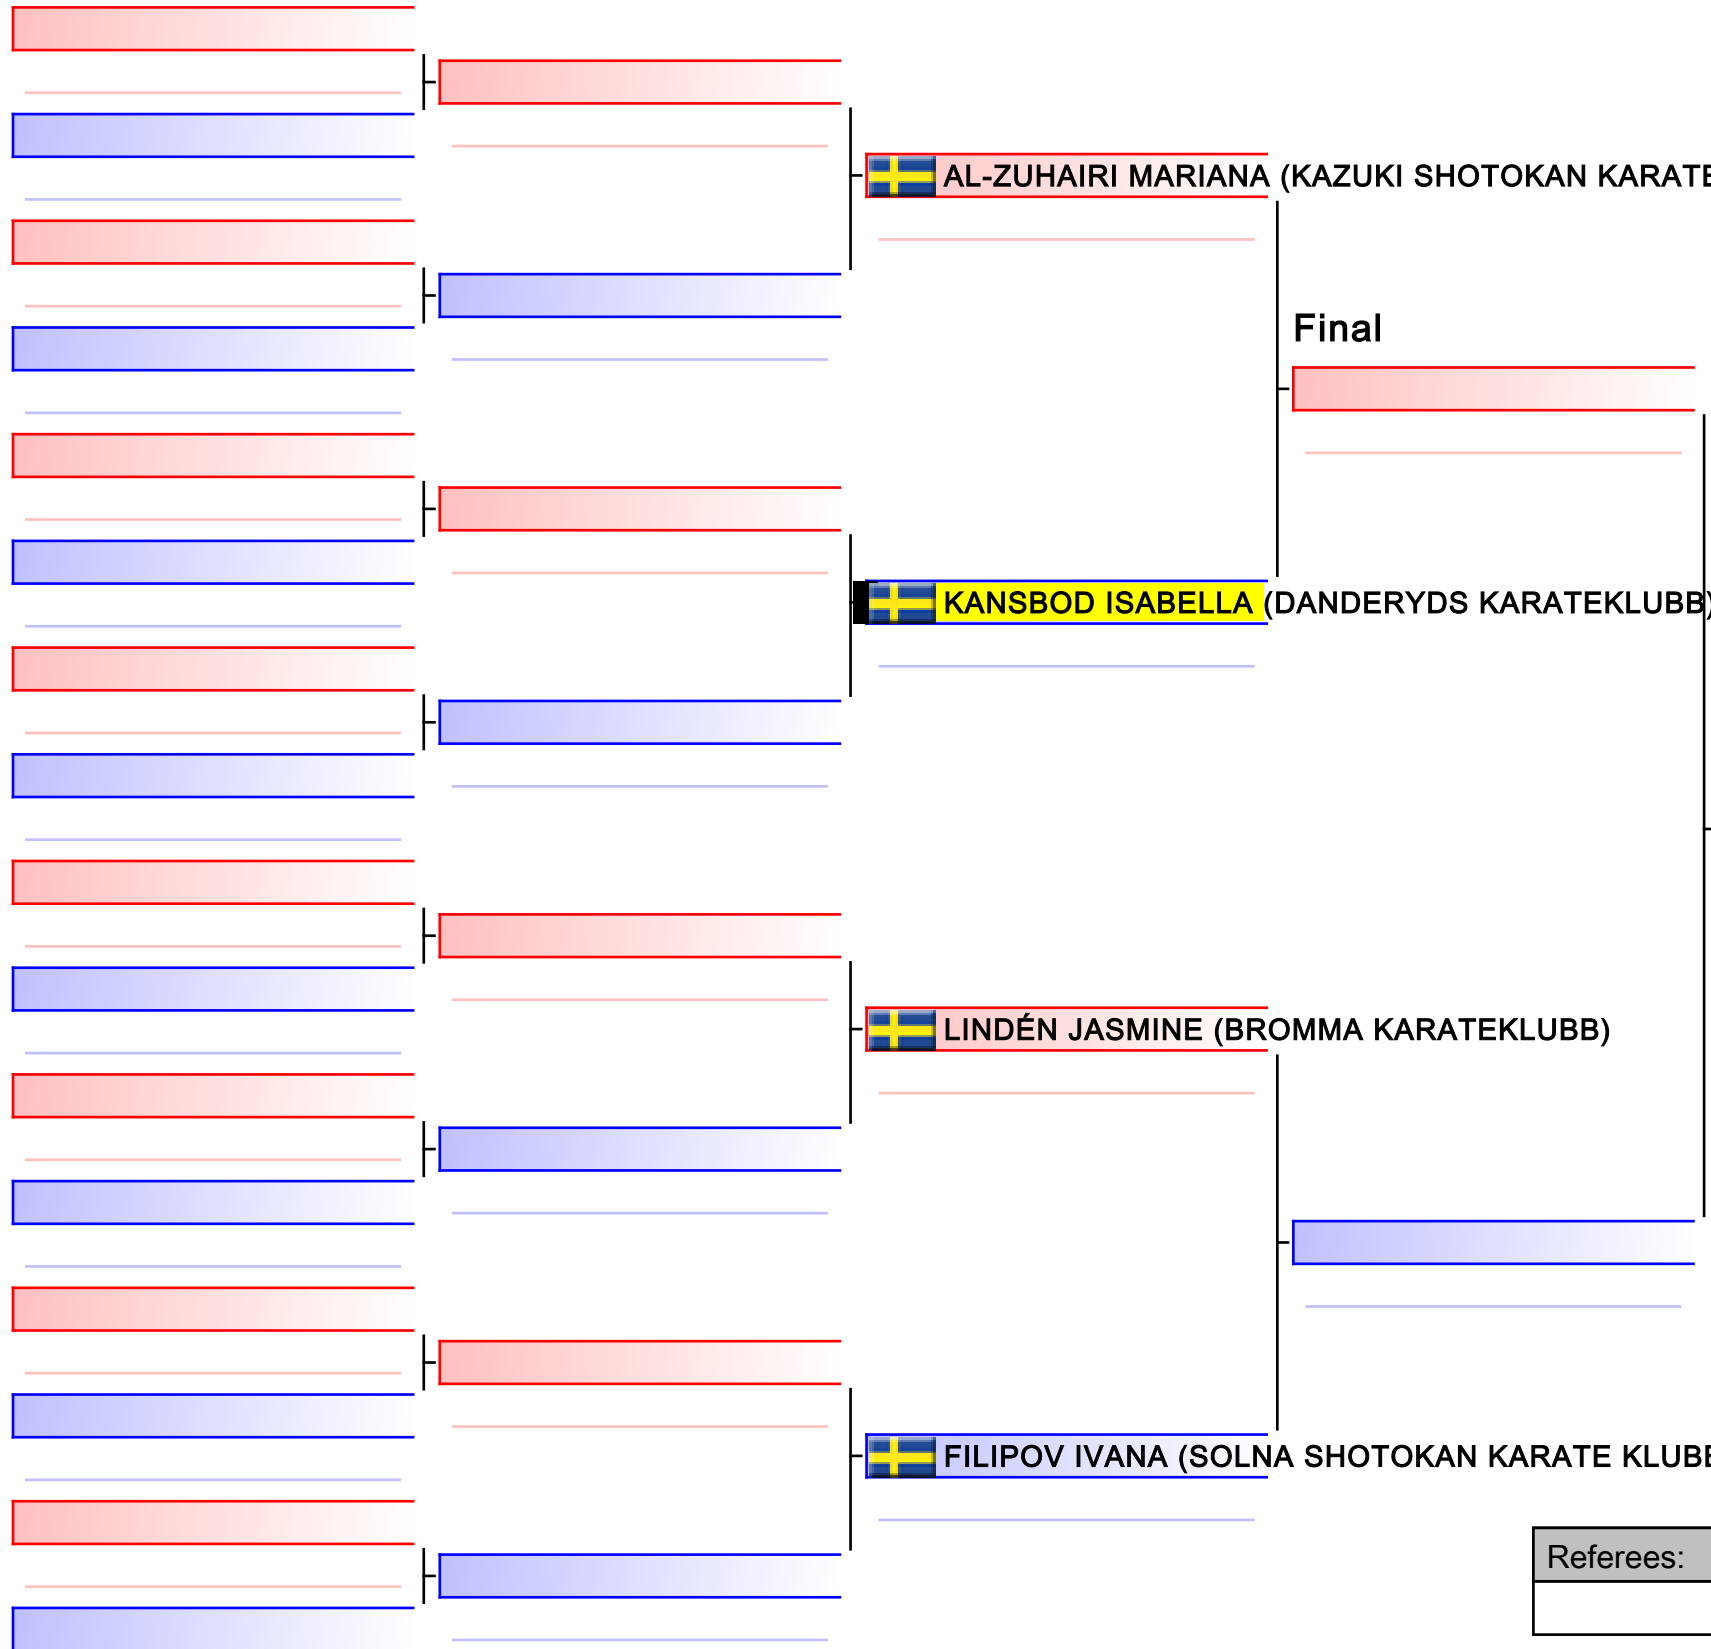 AL-ZUHAIRI MARIANA (KAZUKI SHOTOKAN KARATE
Final
KANSBOD ISABELLA (DANDERYDS KARATEKLUBB)
LINDÉN JASMINE (BROMMA KARATEKLUBB)
FILIPOV IVANA (SOLNA SHOTOKAN KARATE KLUBB
Referees: